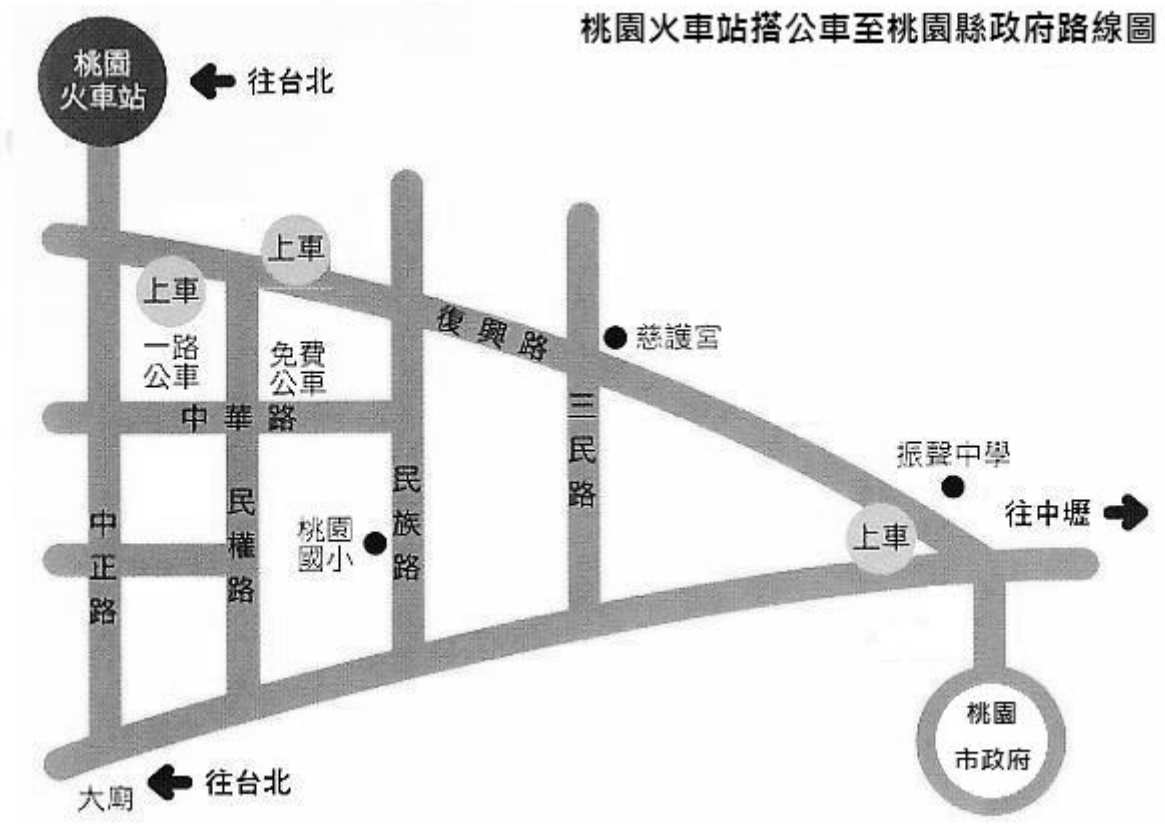 桃園火車站搭公車至桃園縣政府路線圖
桃園
火車站
往台北
上車
上車
一路
公車
免費
公車
復興路
慈護宮
中華路
三民路
振聲中學
往中壢
民族路
民權路
桃園
國小
中正路
上車
桃園
市政府
大廟
往台北